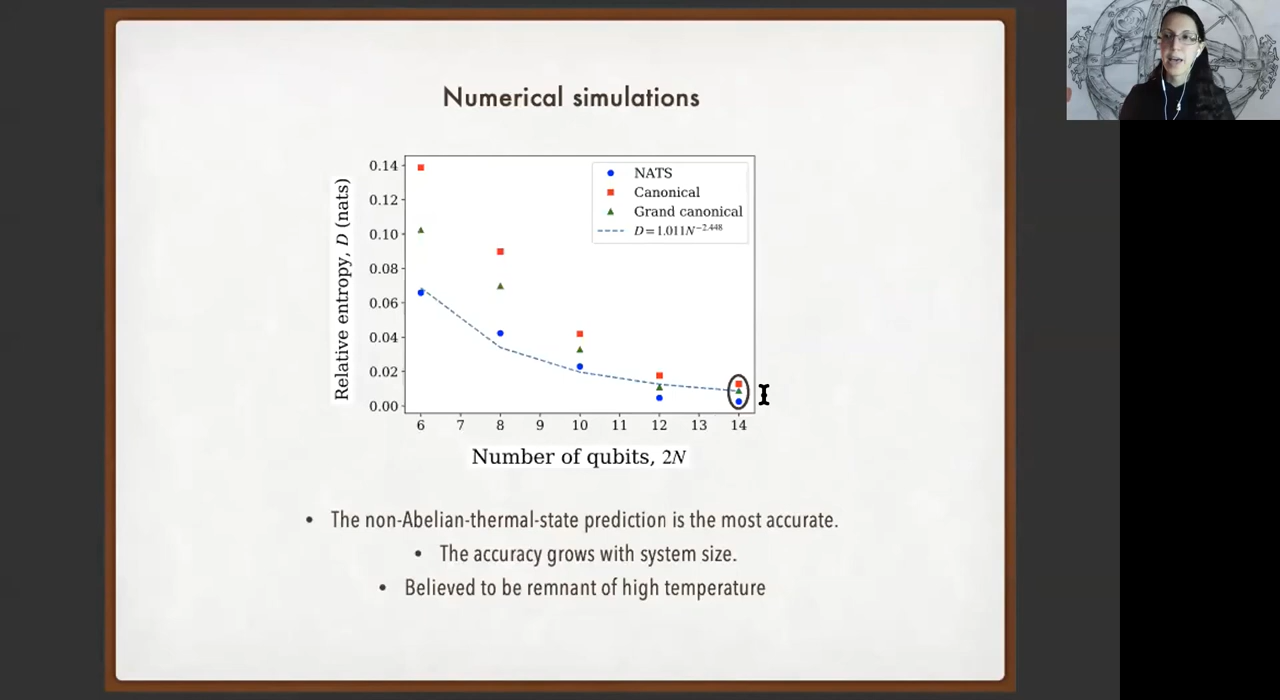 Numerical simulations
Relative entropy, D (nats)
0.14
0.12
0.10
0.08
0.06
0.04
0.02
0.00
NATS
Canonical
Grand canonical
D = 1.011N^{-2.448}
6 7 8 9 10 11 12 13 14
Number of qubits, 2N
• The non-Abelian-thermal-state prediction is the most accurate.
• The accuracy grows with system size.
• Believed to be remnant of high temperature